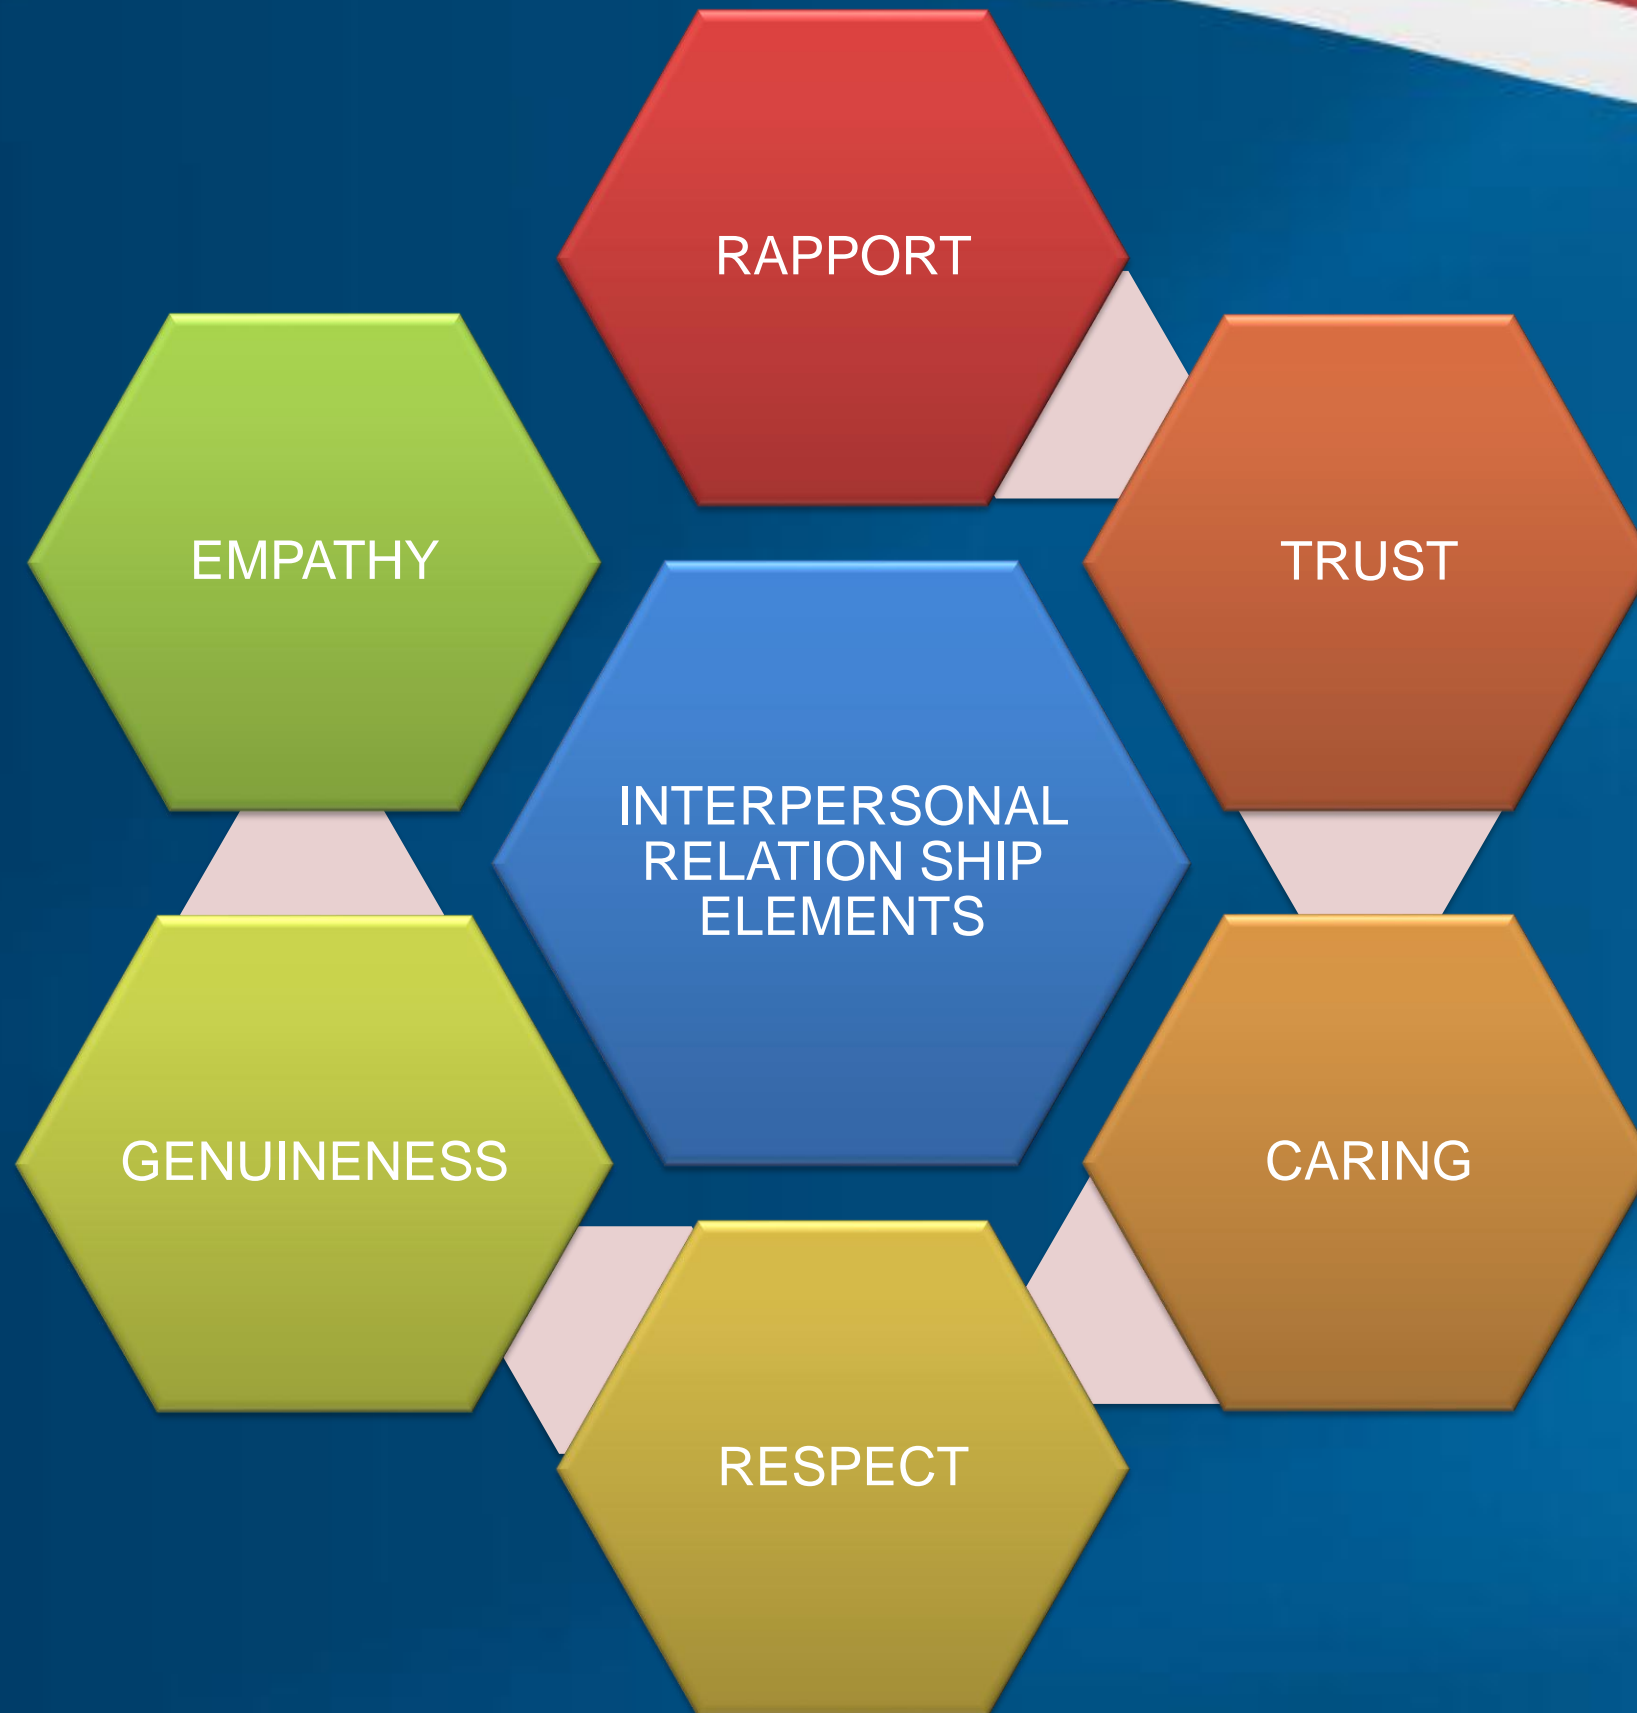 RAPPORT
EMPATHY
TRUST
INTERPERSONAL
RELATION SHIP
ELEMENTS
GENUINENESS
CARING
RESPECT